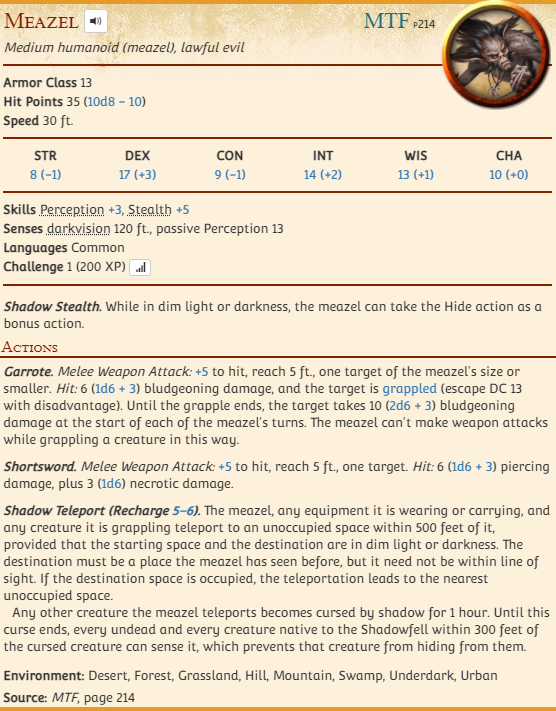 Meazel MTF p214
Medium humanoid (meazel), lawful evil
Armor Class 13
Hit Points 35 (10d8 − 10)
Speed 30 ft.
STR DEX CON INT WIS CHA
8 (−1) 17 (+3) 9 (−1) 14 (+2) 13 (+1) 10 (+0)
Skills Perception +3, Stealth +5
Senses darkvision 120 ft., passive Perception 13
Languages Common
Challenge 1 (200 XP)
Shadow Stealth. While in dim light or darkness, the meazel can take the Hide action as a
bonus action.
Actions
Garrote. Melee Weapon Attack: +5 to hit, reach 5 ft., one target of the meazel's size or
smaller. Hit: 6 (1d6 + 3) bludgeoning damage, and the target is grappled (escape DC 13
with disadvantage). Until the grapple ends, the target takes 10 (2d6 + 3) bludgeoning
damage at the start of each of the meazel's turns. The meazel can't make weapon attacks
while grappling a creature in this way.
Shortsword. Melee Weapon Attack: +5 to hit, reach 5 ft., one target. Hit: 6 (1d6 + 3) piercing
damage, plus 3 (1d6) necrotic damage.
Shadow Teleport (Recharge 5–6). The meazel, any equipment it is wearing or carrying, and
any creature it is grappling teleport to an unoccupied space within 500 feet of it,
provided that the starting space and the destination are in dim light or darkness. The
destination must be a place the meazel has seen before, but it need not be within line of
sight. If the destination space is occupied, the teleportation leads to the nearest
unoccupied space.
Any other creature the meazel teleports becomes cursed by shadow for 1 hour. Until this
curse ends, every undead and every creature native to the Shadowfell within 300 feet of
the cursed creature can sense it, which prevents that creature from hiding from them.
Environment: Desert, Forest, Grassland, Hill, Mountain, Swamp, Underdark, Urban
Source: MTF, page 214